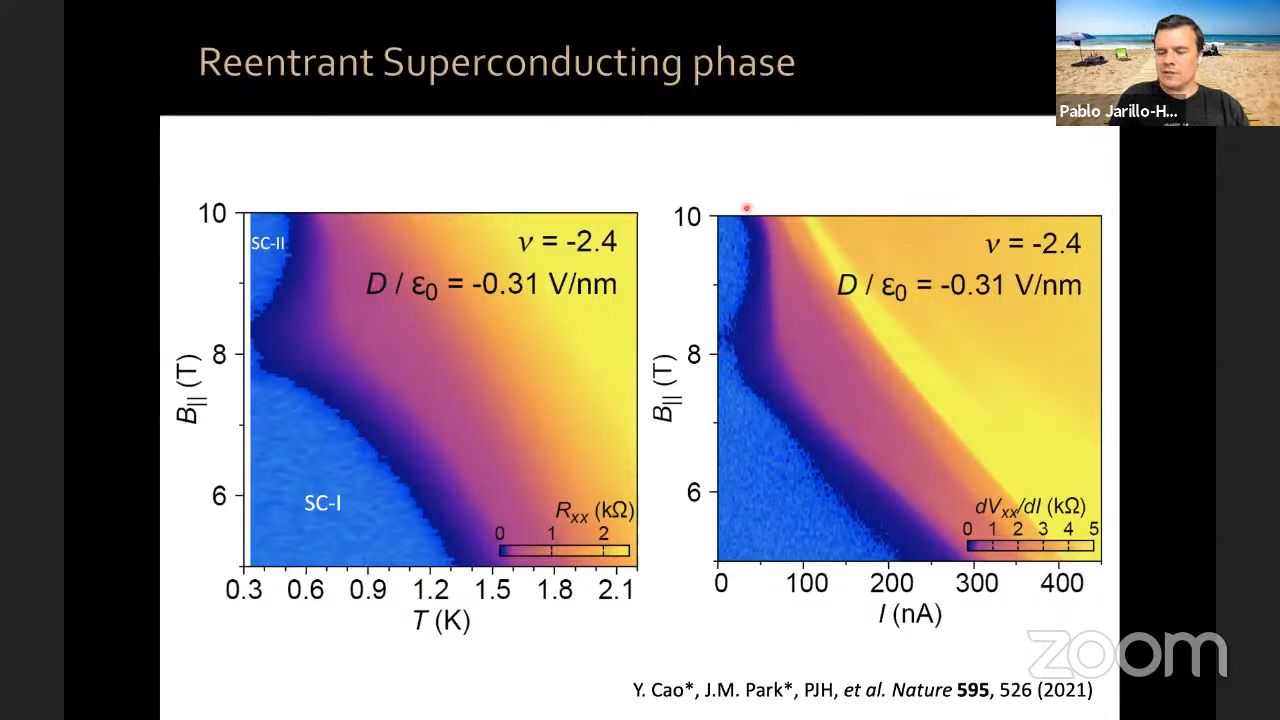 Reentrant Superconducting phase
Pablo Jarillo-H...
10
8
6
B|| (T)
SC-II
SC-I
ν = -2.4
D / ε0 = -0.31 V/nm
Rxx (kΩ)
0 1 2
0.3 0.6 0.9 1.2 1.5 1.8 2.1
T (K)
10
8
6
B|| (T)
ν = -2.4
D / ε0 = -0.31 V/nm
dVxx/dI (kΩ)
0 1 2 3 4 5
0 100 200 300 400
I (nA)
zoom
Y. Cao*, J.M. Park*, PJH, et al. Nature 595, 526 (2021)